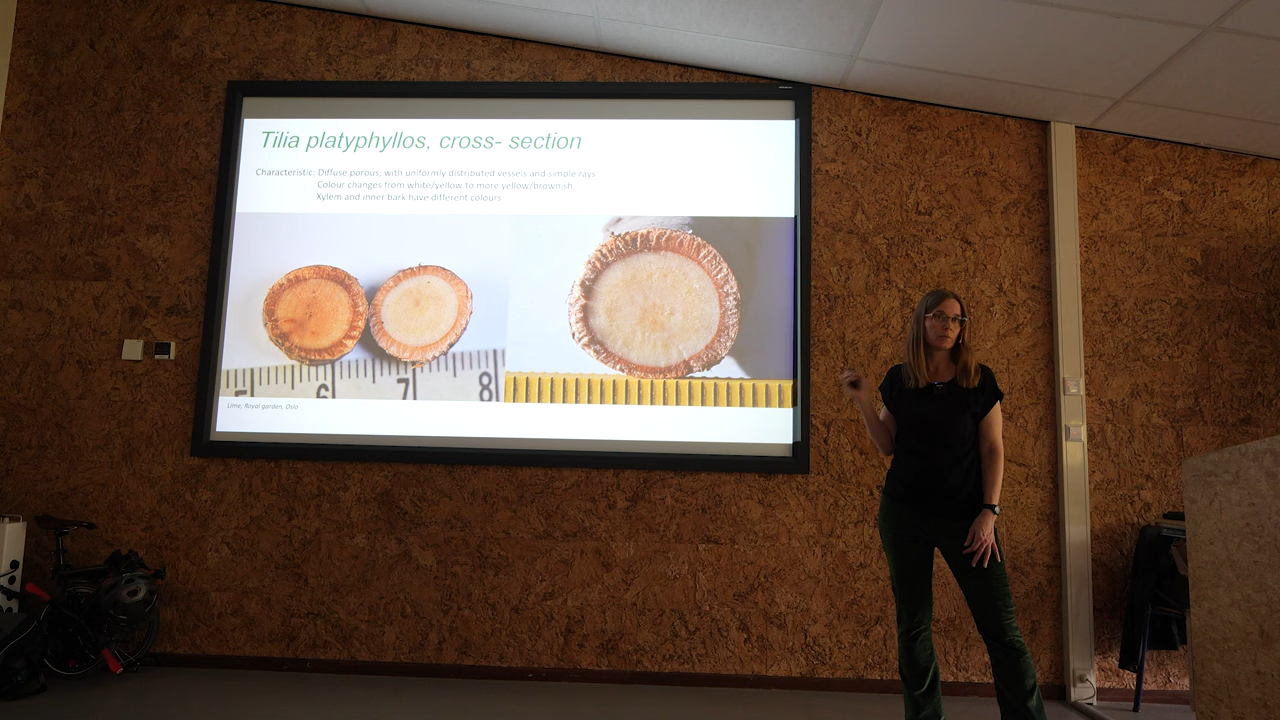 Tilia platyphyllos, cross- section
Characteristic: Diffuse porous, with uniformly distributed vessels and simple rays
Colour changes from white/yellow to more yellow/brownish
Xylem and inner bark have different colours
5 6 7 8
Lime, Royal garden, Oslo